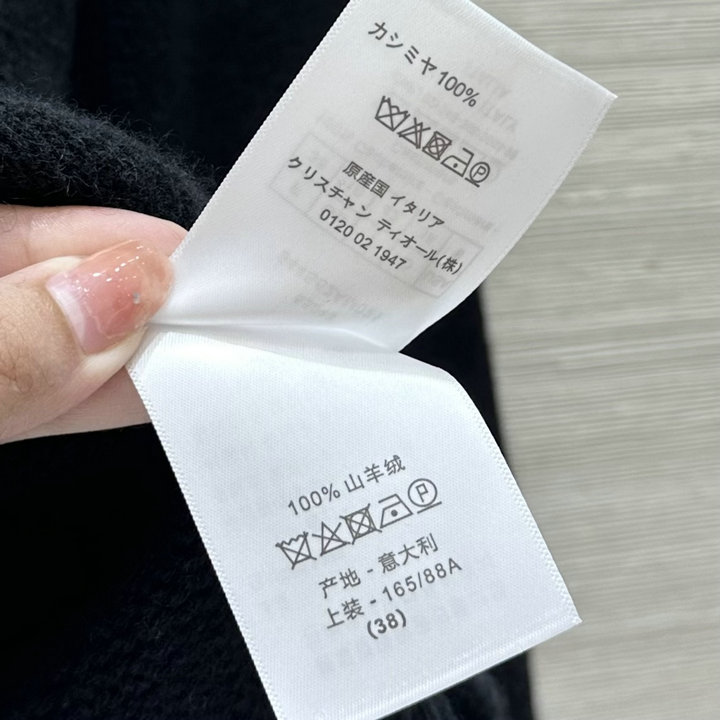 カシミヤ100%
原産国 イタリア
クリスチャン ディオール(株)
0120 02 1947
100% 山羊绒
P
产地 - 意大利
上装 - 165/88A
(38)